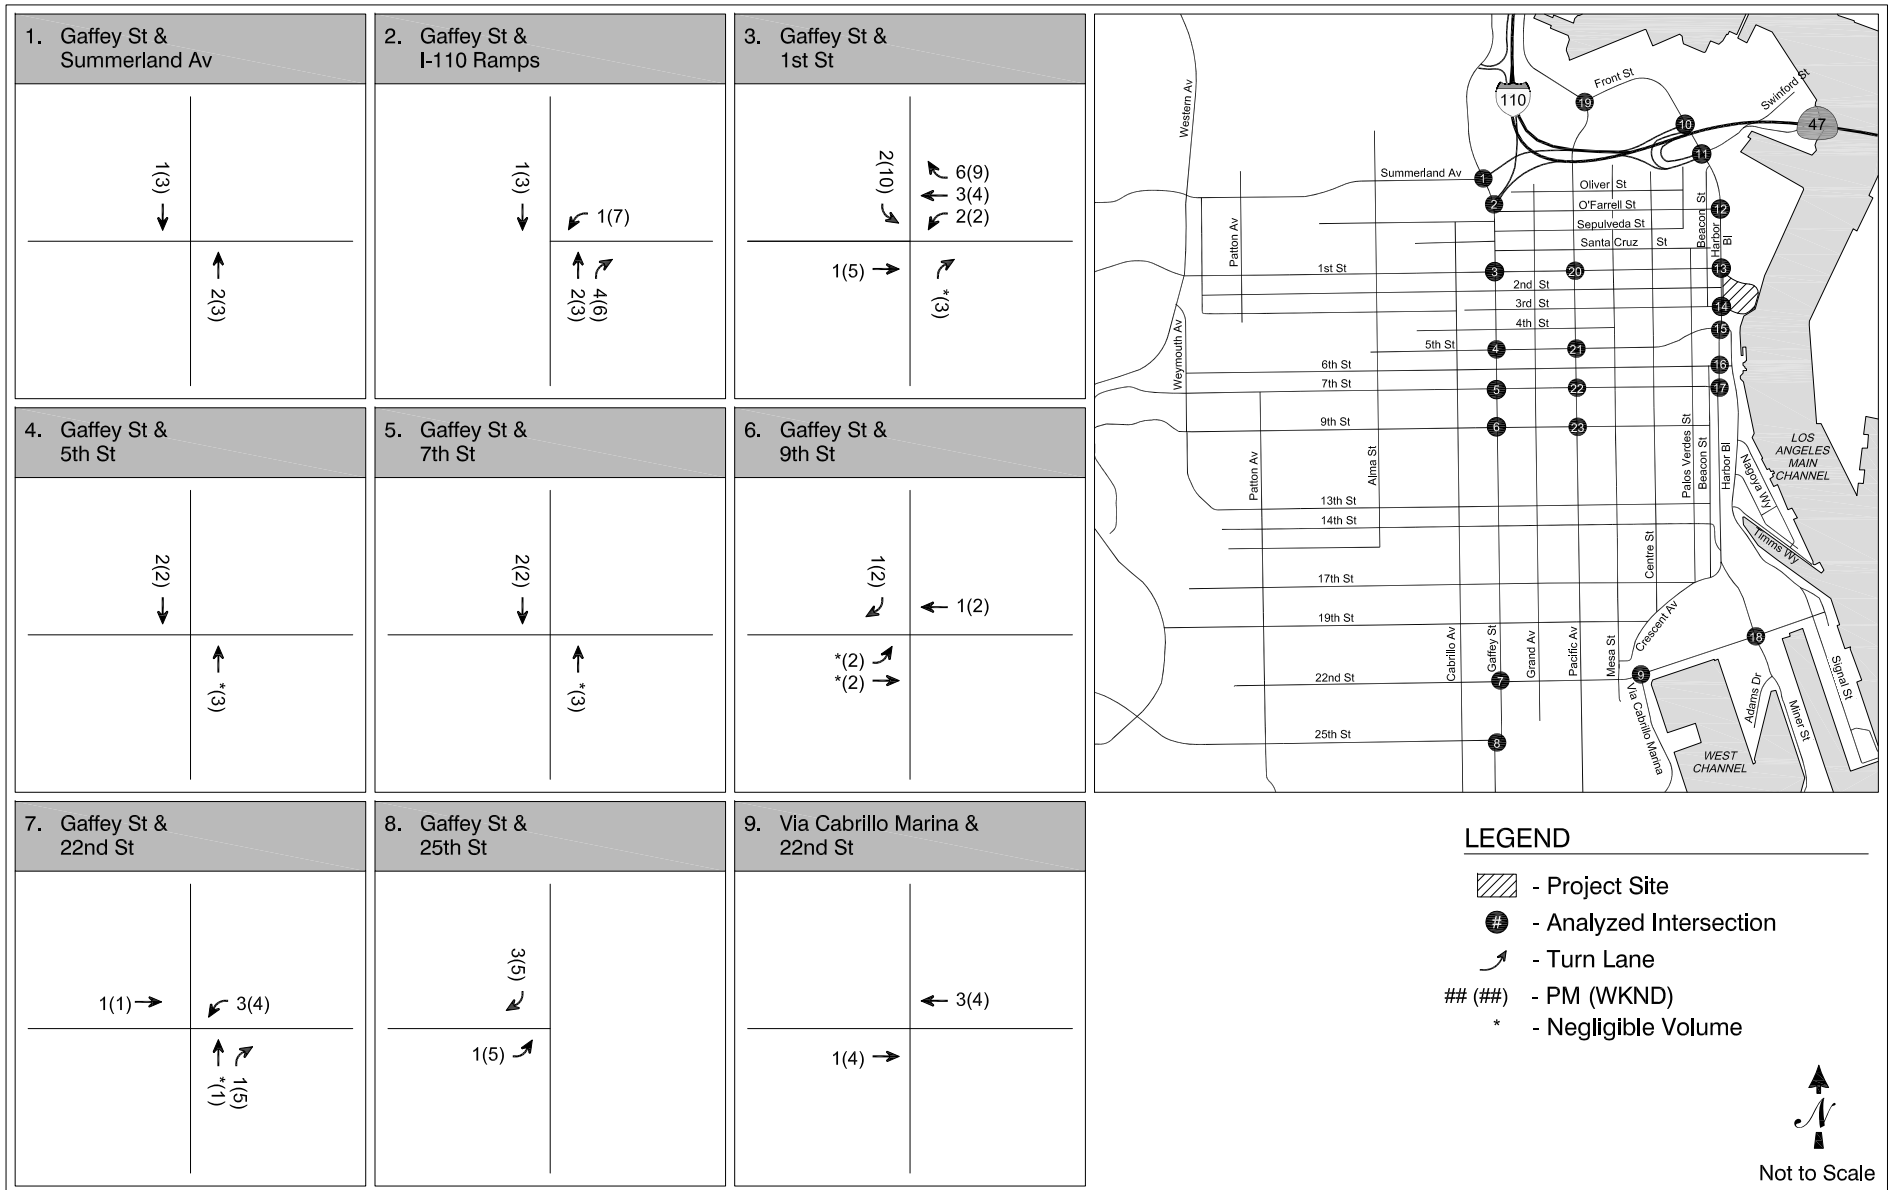 1. Gaffey St &
Summerland Av
1(3)
2(3)
2. Gaffey St &
I-110 Ramps
1(3)
1(7)
2(3)
4(6)
3. Gaffey St &
1st St
2(10)
6(9)
3(4)
2(2)
1(5)
*(3)
4. Gaffey St &
5th St
2(2)
*(3)
5. Gaffey St &
7th St
2(2)
*(3)
6. Gaffey St &
9th St
1(2)
1(2)
*(2)
*(2)
7. Gaffey St &
22nd St
1(1)
3(4)
*(1)
1(5)
8. Gaffey St &
25th St
3(5)
1(5)
9. Via Cabrillo Marina &
22nd St
3(4)
1(4)
110
47
Front St
Swinford St
Western Av
19
10
11
1
Summerland Av
2
Oliver St
O'Farrell St
Sepulveda St
Santa Cruz St
Beacon St
Harbor Bl
12
Patton Av
1st St
3
20
13
2nd St
3rd St
14
4th St
15
5th St
4
21
6th St
16
7th St
5
22
17
Weymouth Av
9th St
6
23
Patton Av
Alma St
Palos Verdes St
Beacon St
Harbor Bl
Nagoya Wy
LOS
ANGELES
MAIN
CHANNEL
13th St
14th St
Timms Wy
Centre St
17th St
19th St
Crescent Av
Cabrillo Av
Gaffey St
Grand Av
Pacific Av
Mesa St
18
22nd St
7
9
Via Cabrillo Marina
Adams Dr
Miner St
Signal St
25th St
8
WEST
CHANNEL
LEGEND
- Project Site
# - Analyzed Intersection
- Turn Lane
## (##) - PM (WKND)
* - Negligible Volume
N
Not to Scale